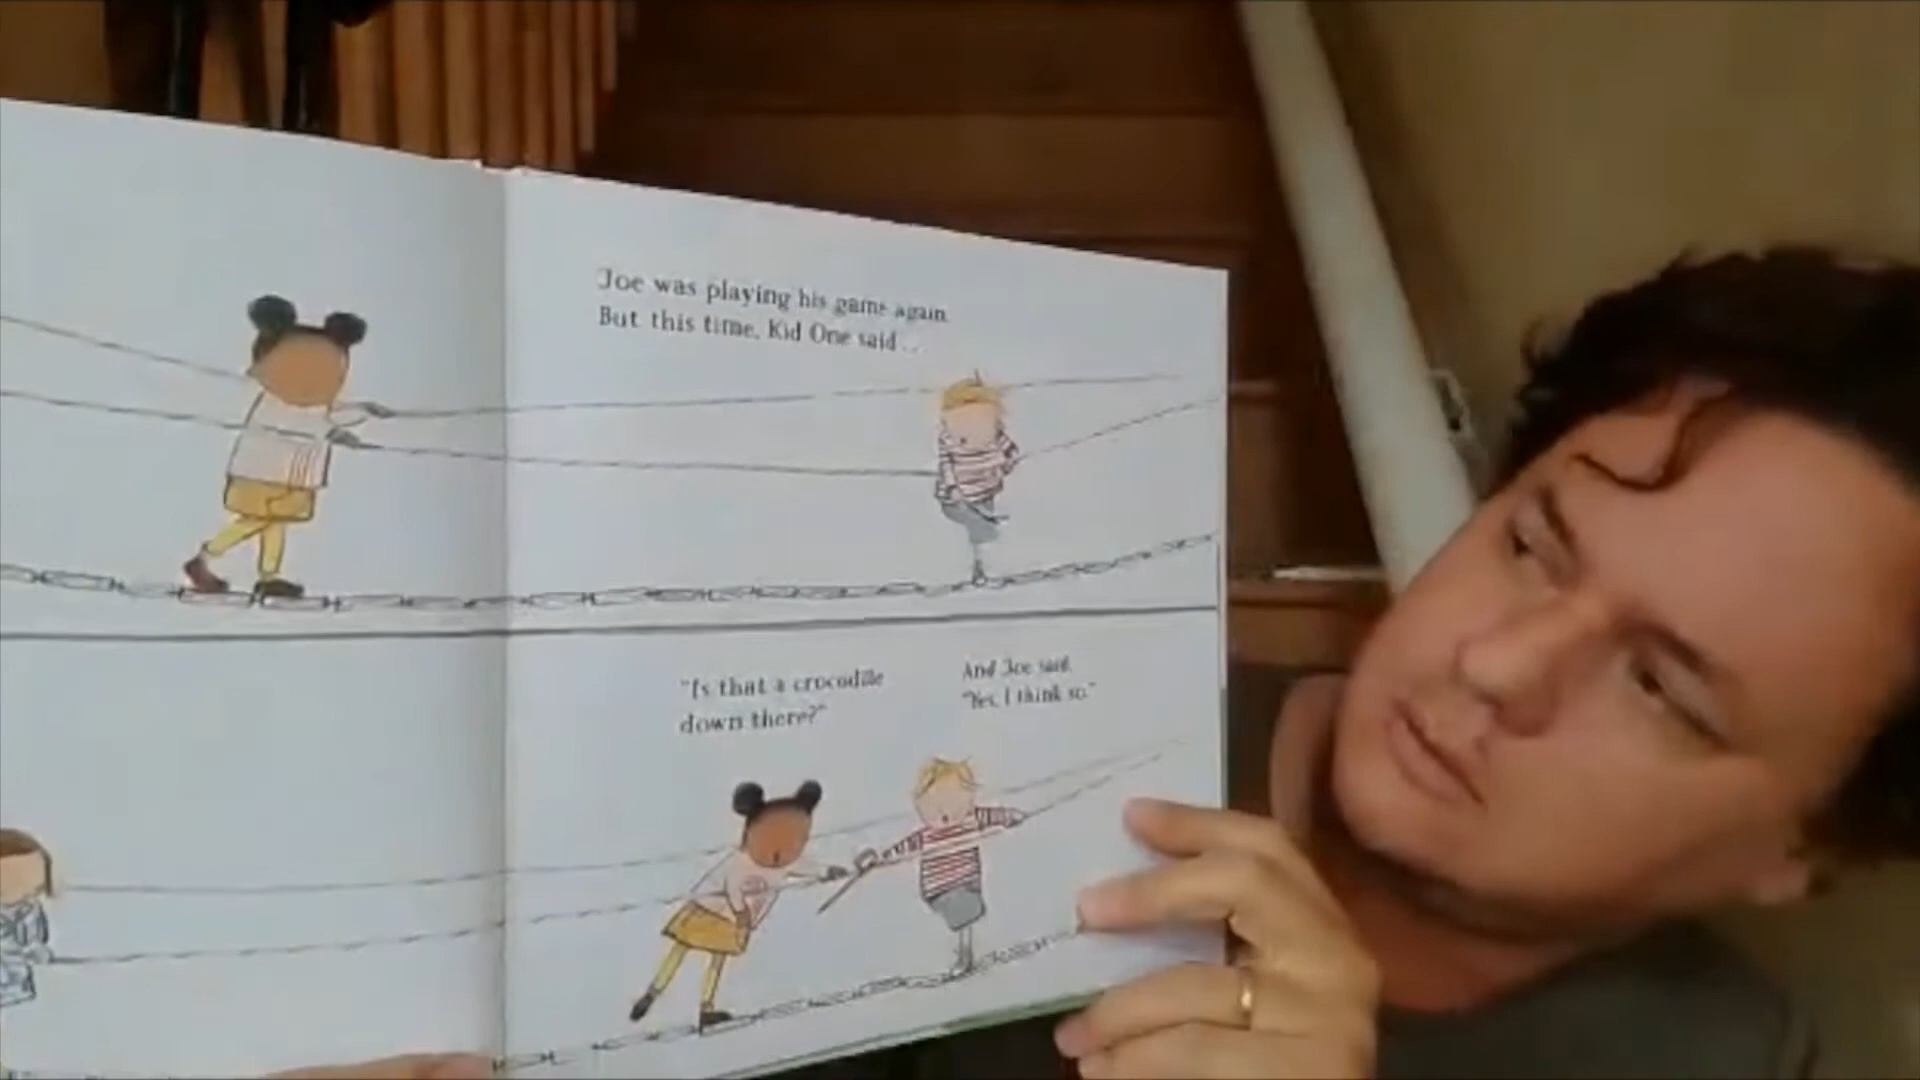 Joe was playing his game again.
But this time, Kid One said . . .
"Is that a crocodile
down there?"
And Joe said,
"Yes, I think so."